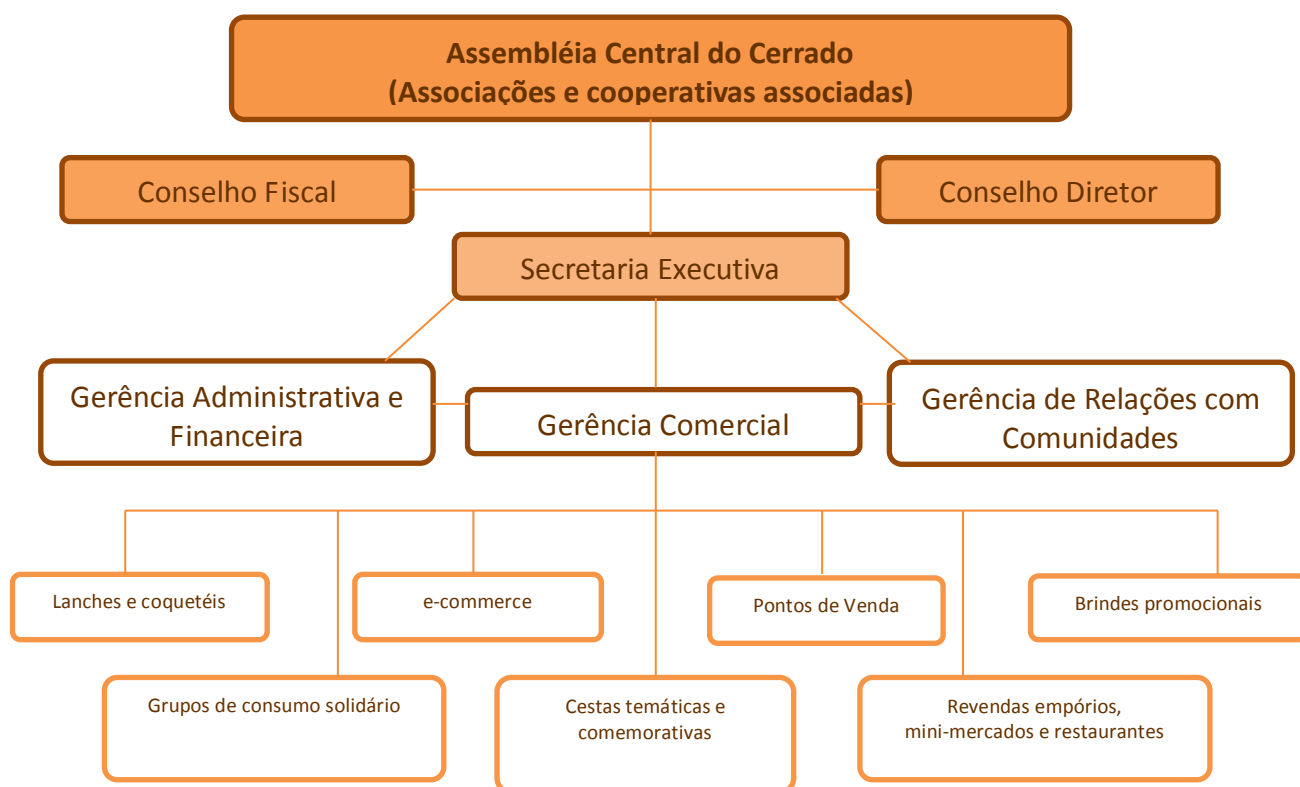 Assembléia Central do Cerrado
(Associações e cooperativas associadas)
Conselho Fiscal
Conselho Diretor
Secretaria Executiva
Gerência Administrativa e
Financeira
Gerência Comercial
Gerência de Relações com
Comunidades
Lanches e coquetéis
e-commerce
Pontos de Venda
Brindes promocionais
Grupos de consumo solidário
Cestas temáticas e
comemorativas
Revendas empórios,
mini-mercados e restaurantes